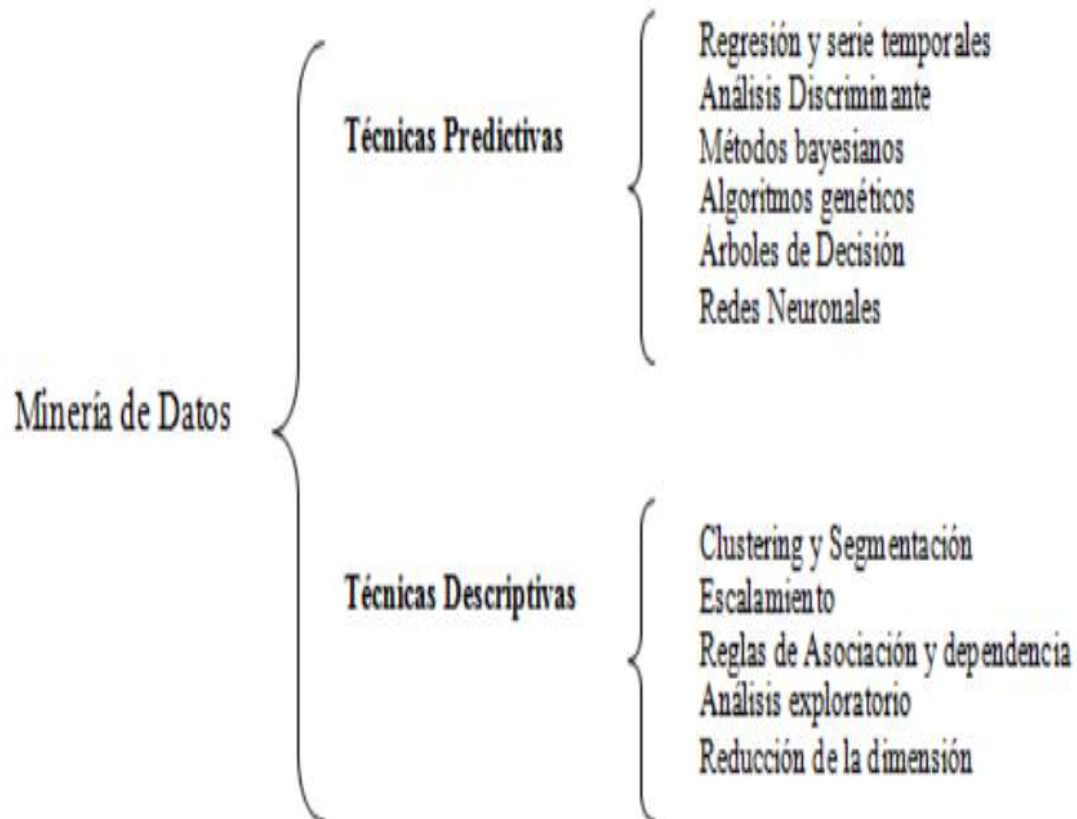 Minería de Datos
Técnicas Predictivas
Regresión y serie temporales
Análisis Discriminante
Métodos bayesianos
Algoritmos genéticos
Árboles de Decisión
Redes Neuronales
Técnicas Descriptivas
Clustering y Segmentación
Escalamiento
Reglas de Asociación y dependencia
Análisis exploratorio
Reducción de la dimensión